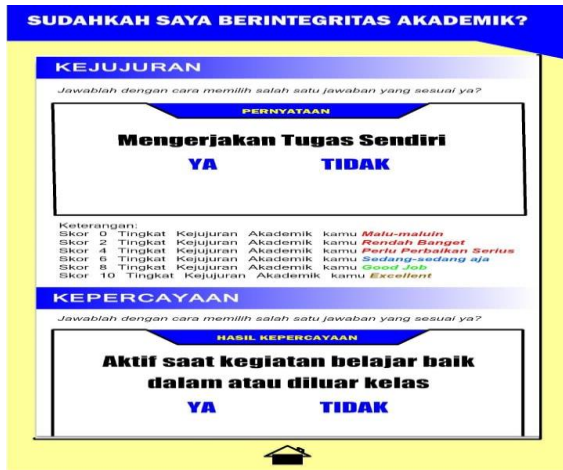 SUDAHKAH SAYA BERINTEGRITAS AKADEMIK?
KEJUJURAN
Jawablah dengan cara memilih salah satu jawaban yang sesuai ya?
PERNYATAAN
Mengerjakan Tugas Sendiri
YA TIDAK
Keterangan:
Skor 0 Tingkat Kejujuran Akademik kamu Malu-maluin
Skor 2 Tingkat Kejujuran Akademik kamu Rendah Banget
Skor 4 Tingkat Kejujuran Akademik kamu Perlu Perbaikan Serius
Skor 6 Tingkat Kejujuran Akademik kamu Sedang-sedang aja
Skor 8 Tingkat Kejujuran Akademik kamu Good Job
Skor 10 Tingkat Kejujuran Akademik kamu Excellent
KEPERCAYAAN
Jawablah dengan cara memilih salah satu jawaban yang sesuai ya?
HASIL KEPERCAYAAN
Aktif saat kegiatan belajar baik
dalam atau diluar kelas
YA TIDAK